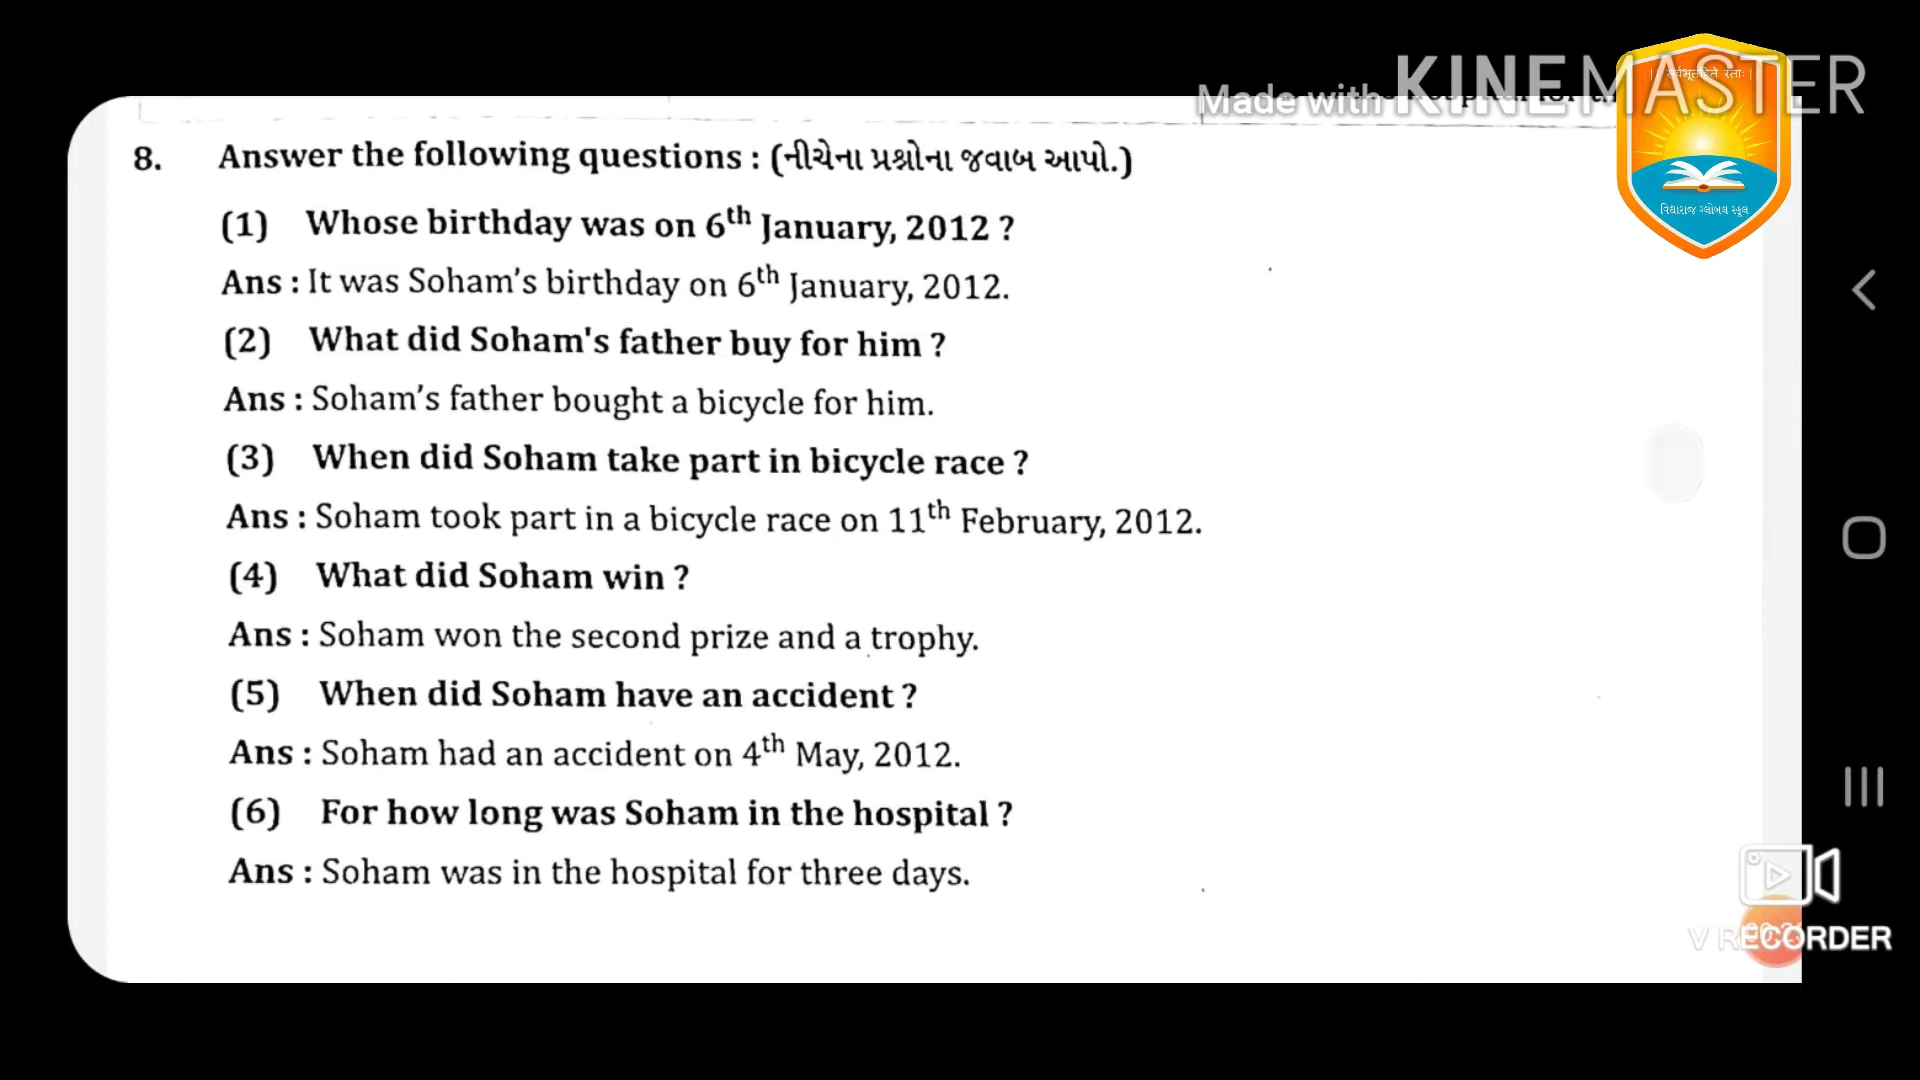 Made with KINEMASTER
| सर्वभूतहिते रताः |
વિદ્યારાજ ગ્લોબલ સ્કૂલ
8. Answer the following questions : (નીચેના પ્રશ્નોના જવાબ આપો.)
(1) Whose birthday was on 6th January, 2012 ?
Ans : It was Soham's birthday on 6th January, 2012.
(2) What did Soham's father buy for him ?
Ans : Soham's father bought a bicycle for him.
(3) When did Soham take part in bicycle race ?
Ans : Soham took part in a bicycle race on 11th February, 2012.
(4) What did Soham win ?
Ans : Soham won the second prize and a trophy.
(5) When did Soham have an accident ?
Ans : Soham had an accident on 4th May, 2012.
(6) For how long was Soham in the hospital ?
Ans : Soham was in the hospital for three days.
V RECORDER